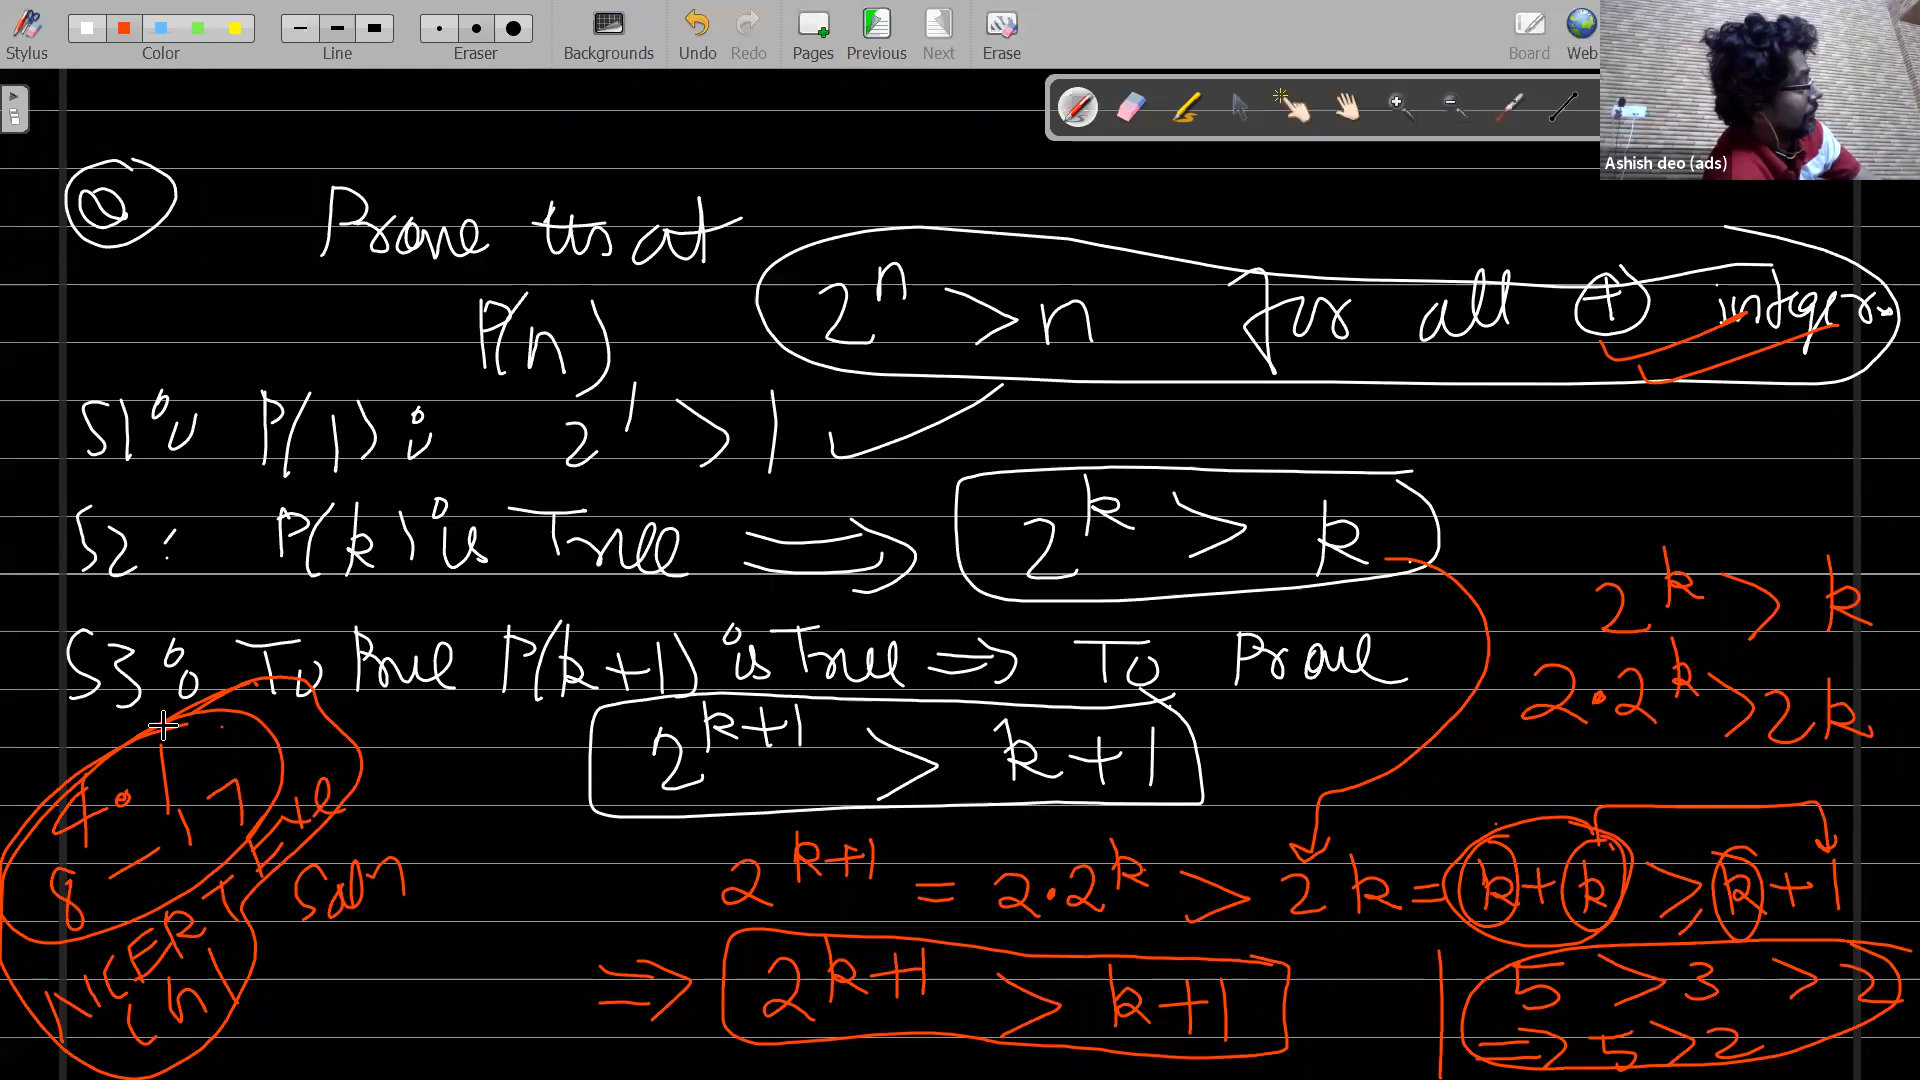 Stylus Color Line Eraser Backgrounds Undo Redo Pages Previous Next Erase Board Web
Ashish deo (ads)
Q Prove that
P(n) 2^n > n for all + integers
S1: P(1): 2^1 > 1 ✓
S2: P(k) is True ⇒ 2^k > k
S3: To Prove P(k+1) is True ⇒ To Prove
2^k > k
2·2^k > 2k
2^{k+1} > k+1
4.1, 7
8 —
Exe
NCERT
Soln
2^{k+1} = 2·2^k > 2k = k+k ≥ k+1
⇒ 2^{k+1} > k+1
5 > 3 > 2
⇒ 5 > 2